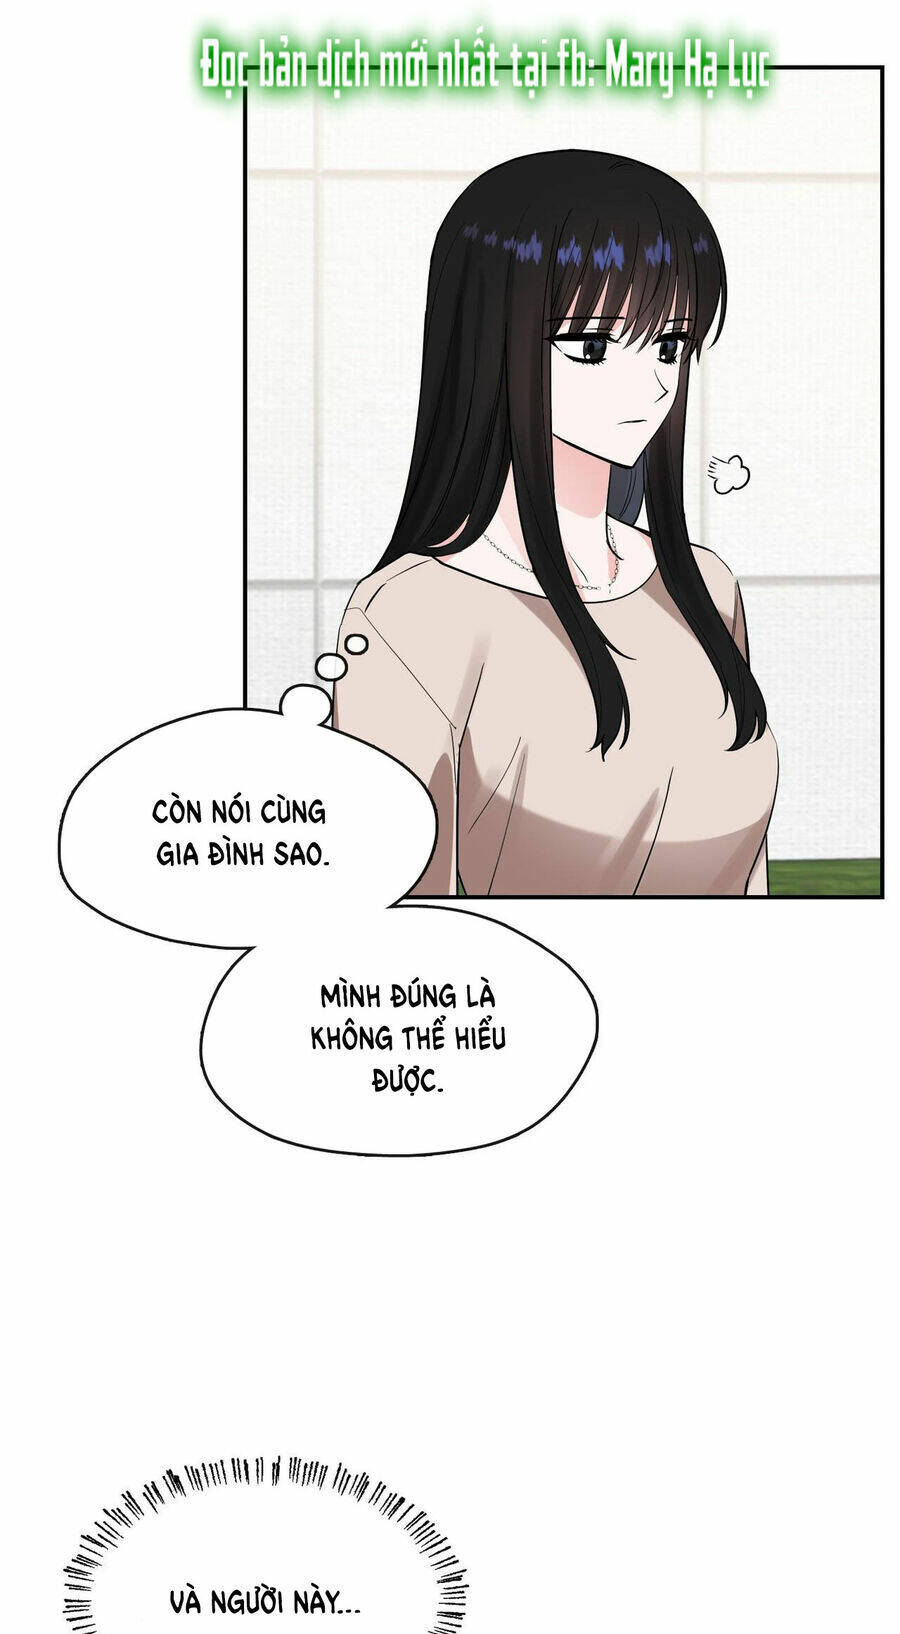 Đọc bản dịch mới nhất tại fb: Mary Hạ Lục
CÒN NÓI CÙNG
GIA ĐÌNH SAO.
MÌNH ĐÚNG LÀ
KHÔNG THỂ HIỂU
ĐƯỢC.
VÀ NGƯỜI NÀY...